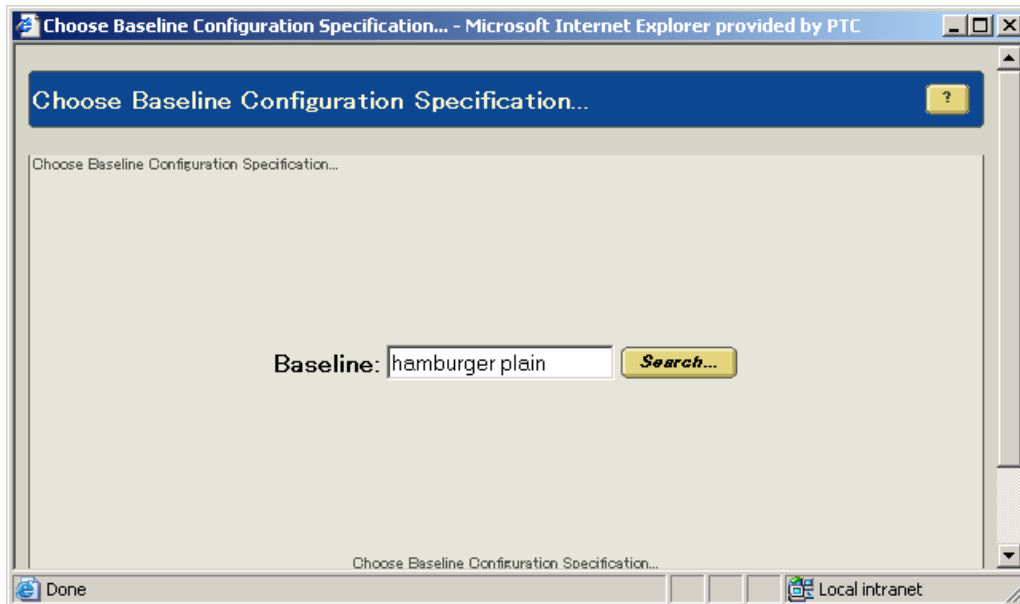 Choose Baseline Configuration Specification... - Microsoft Internet Explorer provided by PTC
Choose Baseline Configuration Specification...
?
Choose Baseline Configuration Specification...
Baseline: hamburger plain Search...
Choose Baseline Configuration Specification...
Done Local intranet